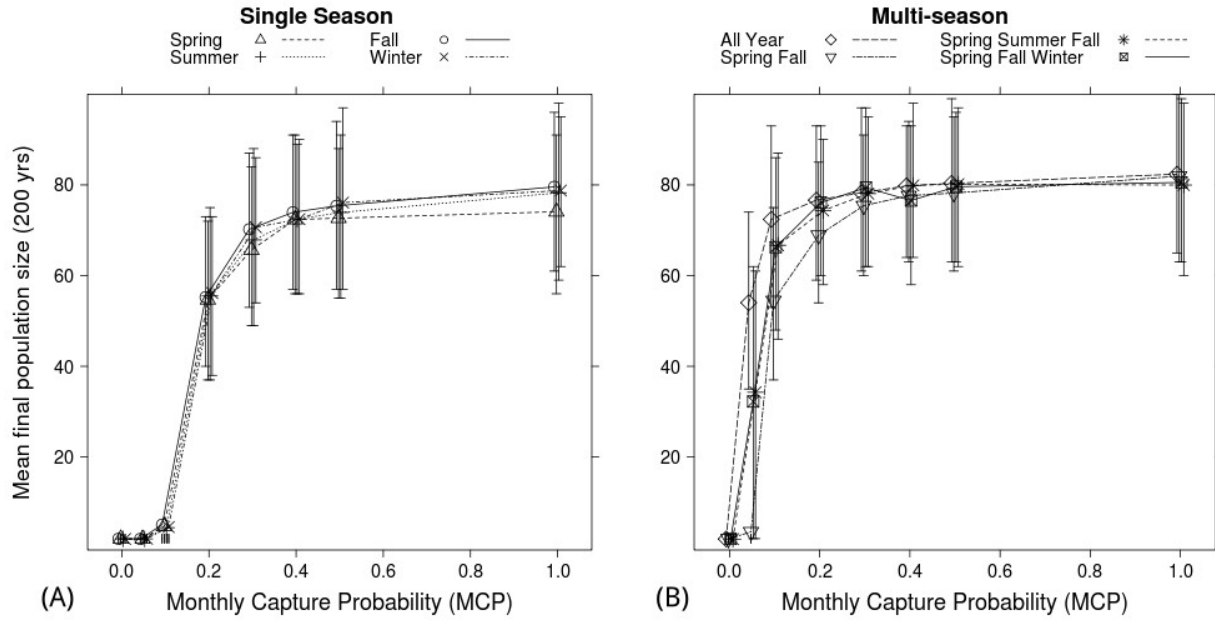 Single Season
Spring Fall
Summer Winter
Mean final population size (200 yrs)
80
60
40
20
0.0 0.2 0.4 0.6 0.8 1.0
(A) Monthly Capture Probability (MCP)
Multi-season
All Year Spring Summer Fall
Spring Fall Spring Fall Winter
80
60
40
20
0.0 0.2 0.4 0.6 0.8 1.0
(B) Monthly Capture Probability (MCP)